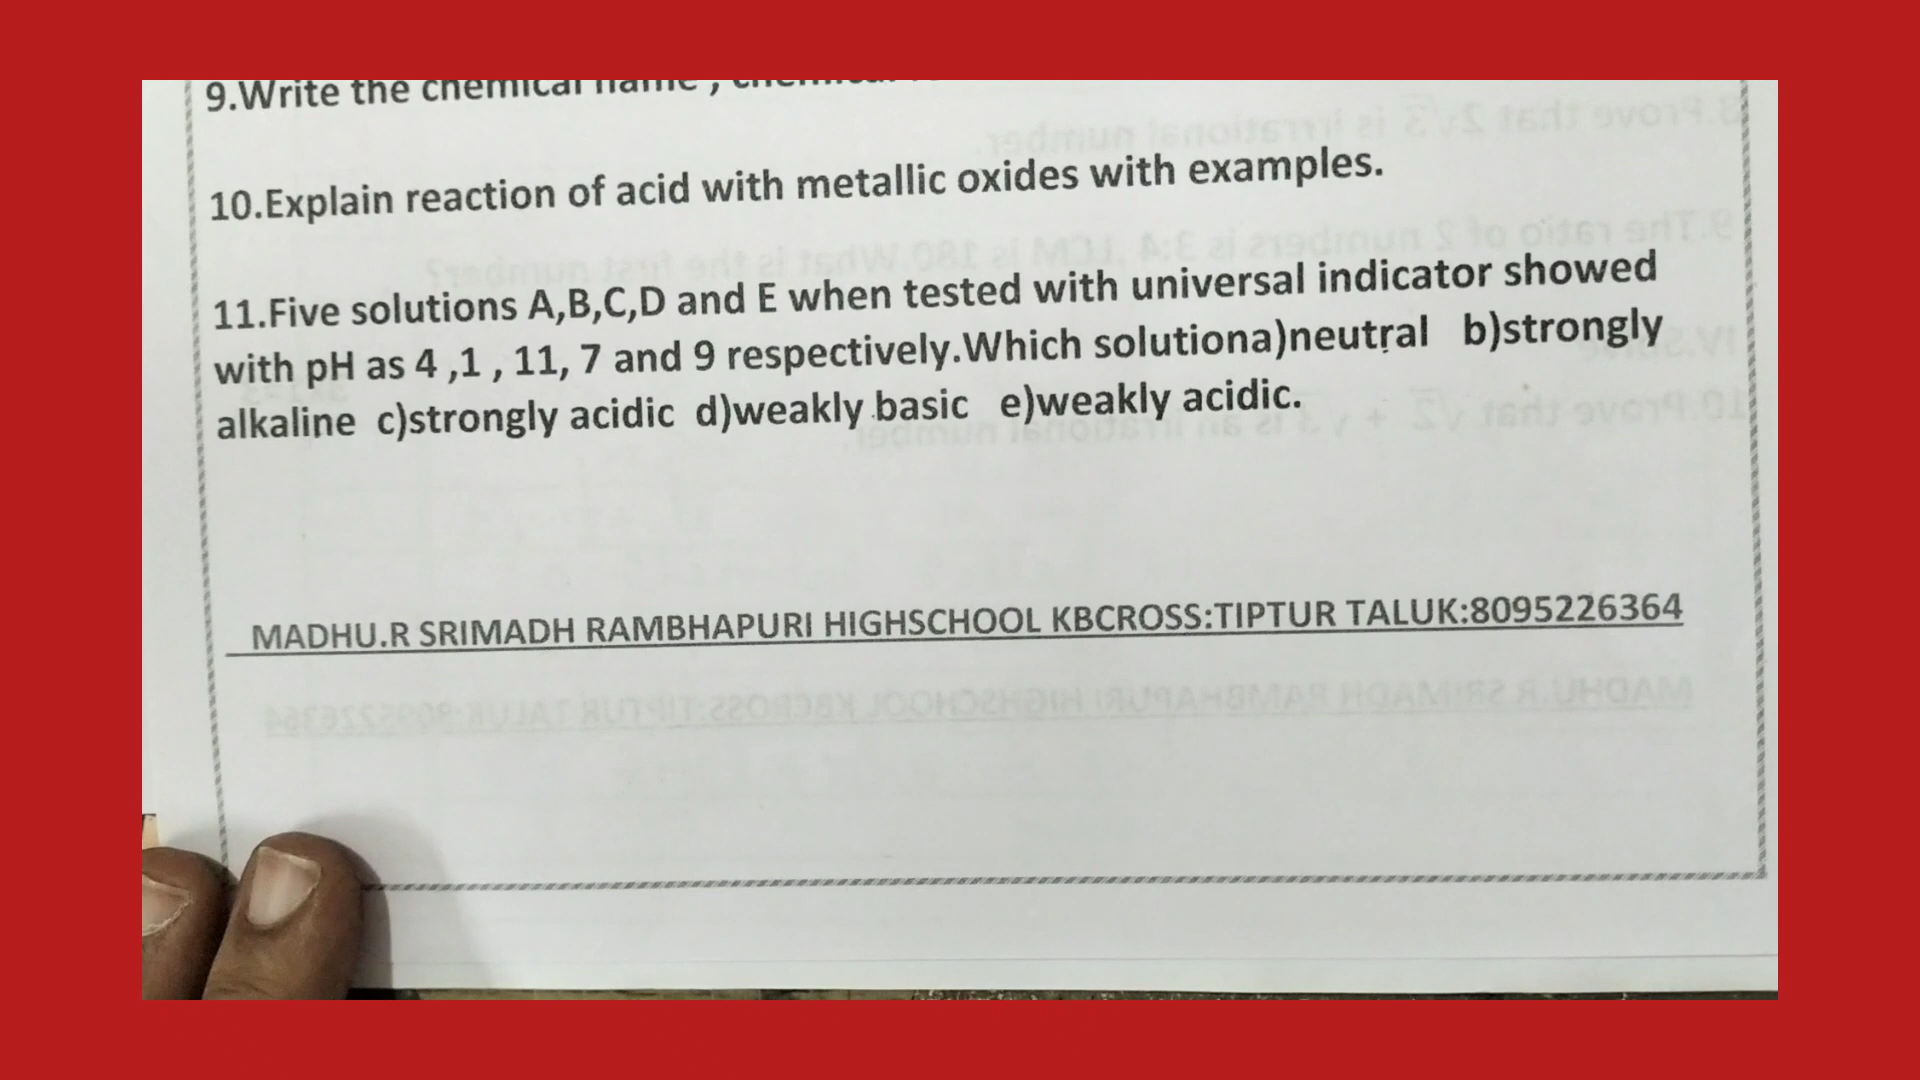 9.Write the chemical name , chemical
10.Explain reaction of acid with metallic oxides with examples.
11.Five solutions A,B,C,D and E when tested with universal indicator showed
with pH as 4 ,1 , 11, 7 and 9 respectively.Which solutiona)neutral b)strongly
alkaline c)strongly acidic d)weakly basic e)weakly acidic.
MADHU.R SRIMADH RAMBHAPURI HIGHSCHOOL KBCROSS:TIPTUR TALUK:8095226364